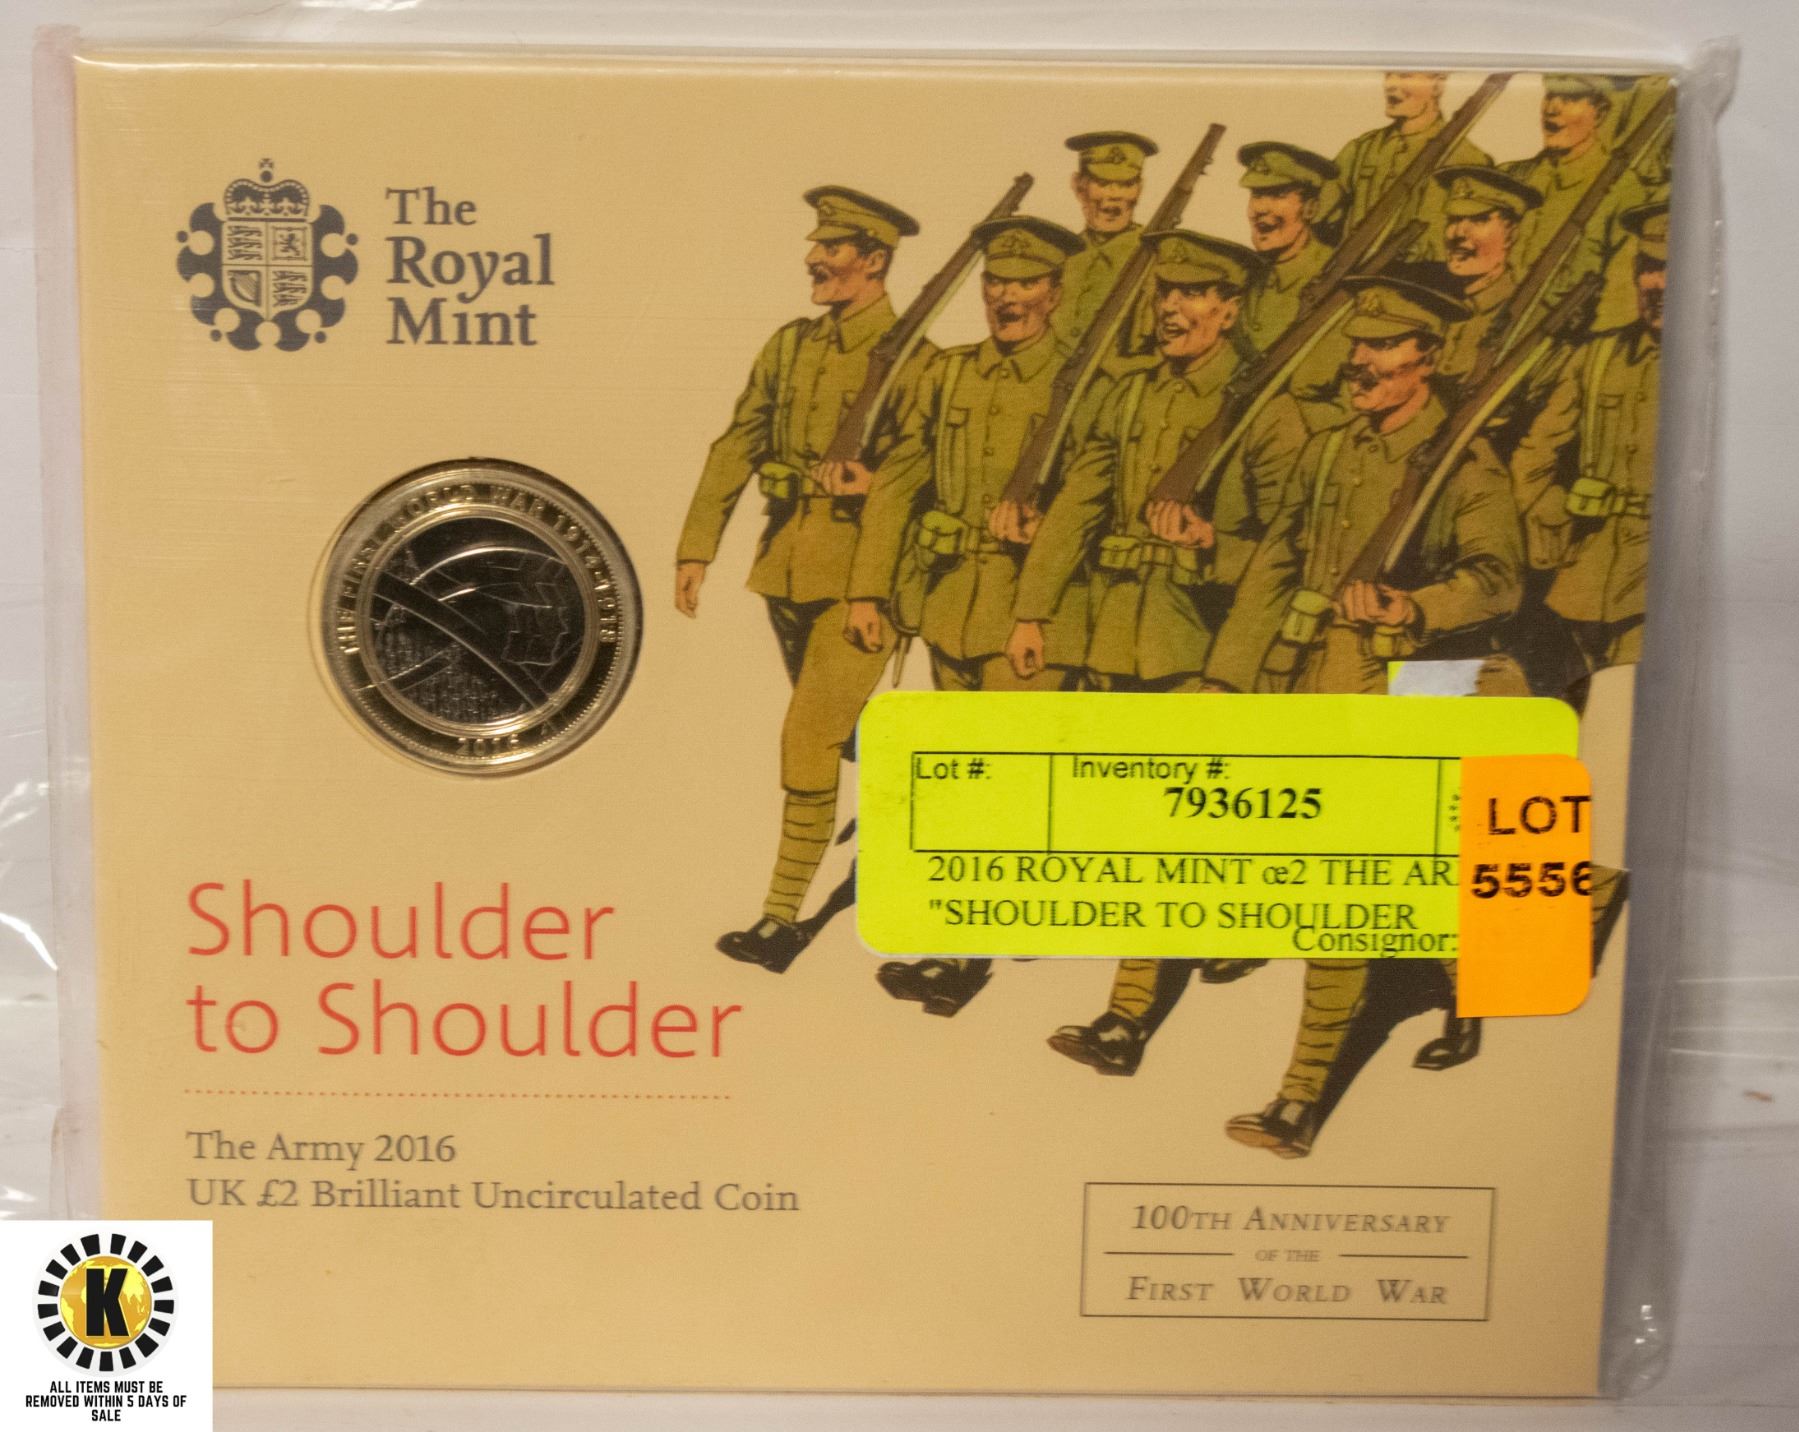 The
Royal
Mint
THE FIRST WORLD WAR 1914-1918
2016
Lot #:
Inventory #:
7936125
LOT
5556
2016 ROYAL MINT œ2 THE AR
"SHOULDER TO SHOULDER
Consignor:
Shoulder
to Shoulder
The Army 2016
UK £2 Brilliant Uncirculated Coin
100TH ANNIVERSARY
OF THE
FIRST WORLD WAR
K
ALL ITEMS MUST BE
REMOVED WITHIN 5 DAYS OF
SALE